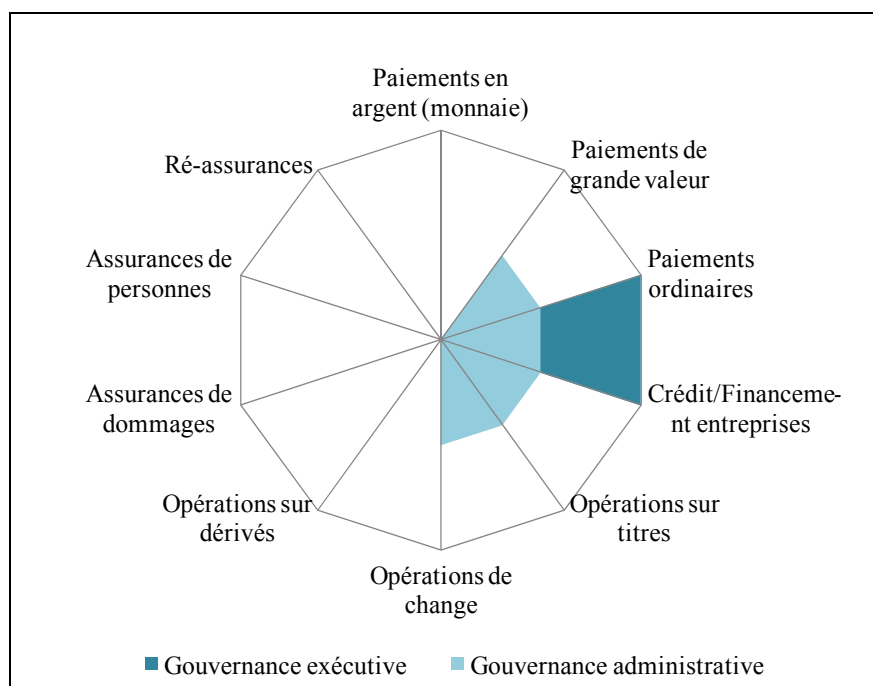 Paiements en
argent (monnaie)
Paiements de
grande valeur
Paiements
ordinaires
Crédit/Financeme-
nt entreprises
Opérations sur
titres
Opérations de
change
Opérations sur
dérivés
Assurances de
dommages
Assurances de
personnes
Ré-assurances
Gouvernance exécutive
Gouvernance administrative